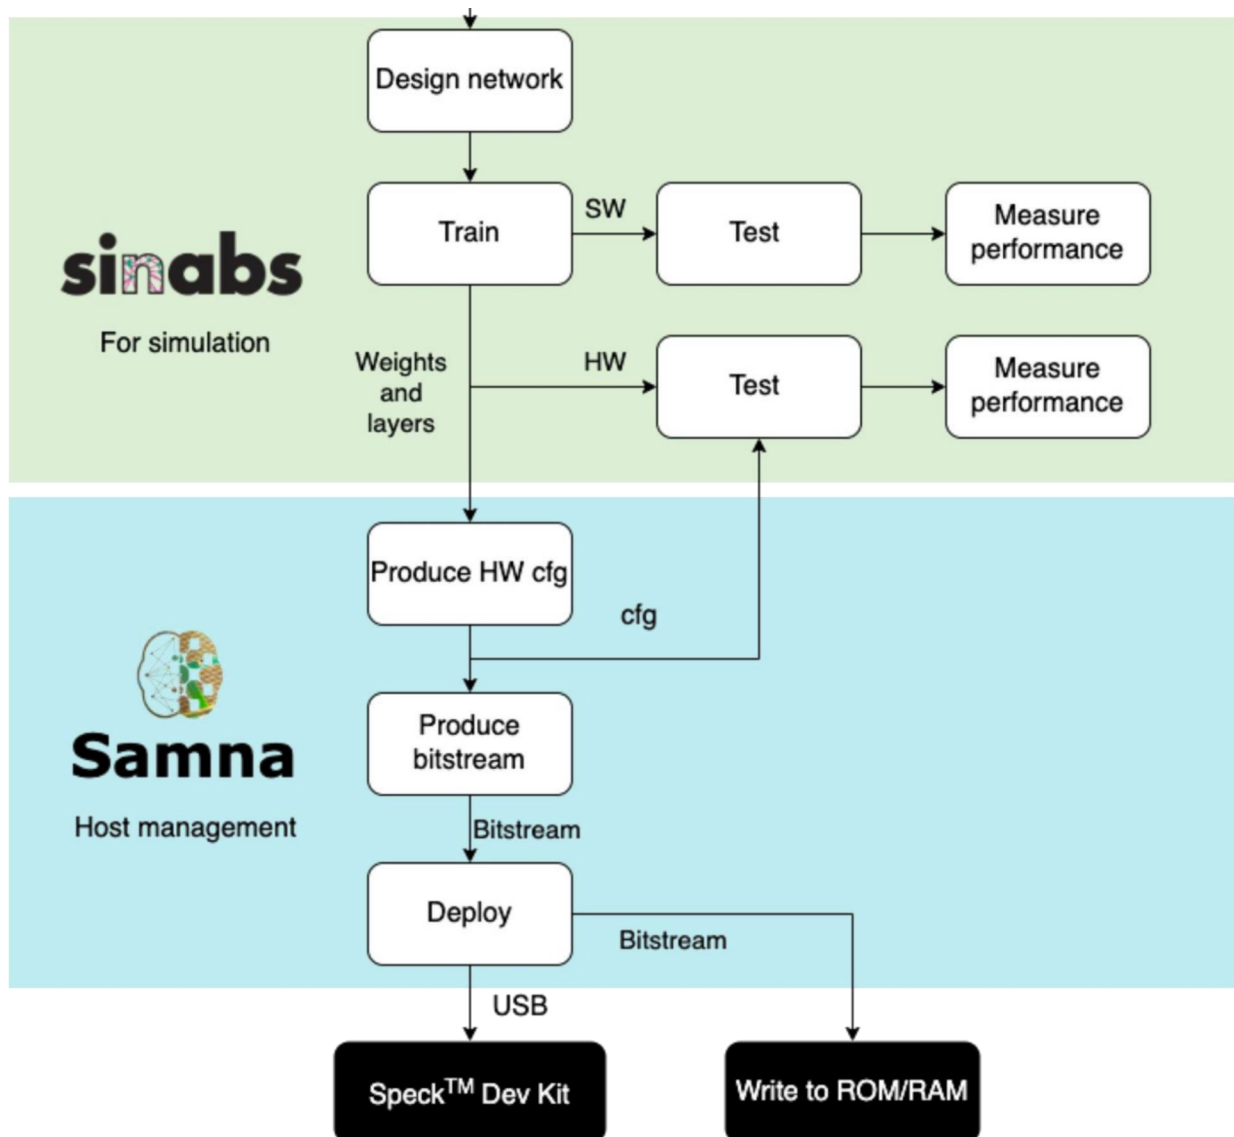 Design network
Train
SW
Test
Measure
performance
sinabs
For simulation
Weights
and
layers
HW
Test
Measure
performance
Produce HW cfg
cfg
Samna
Host management
Produce
bitstream
Bitstream
Deploy
Bitstream
USB
Speck™ Dev Kit
Write to ROM/RAM